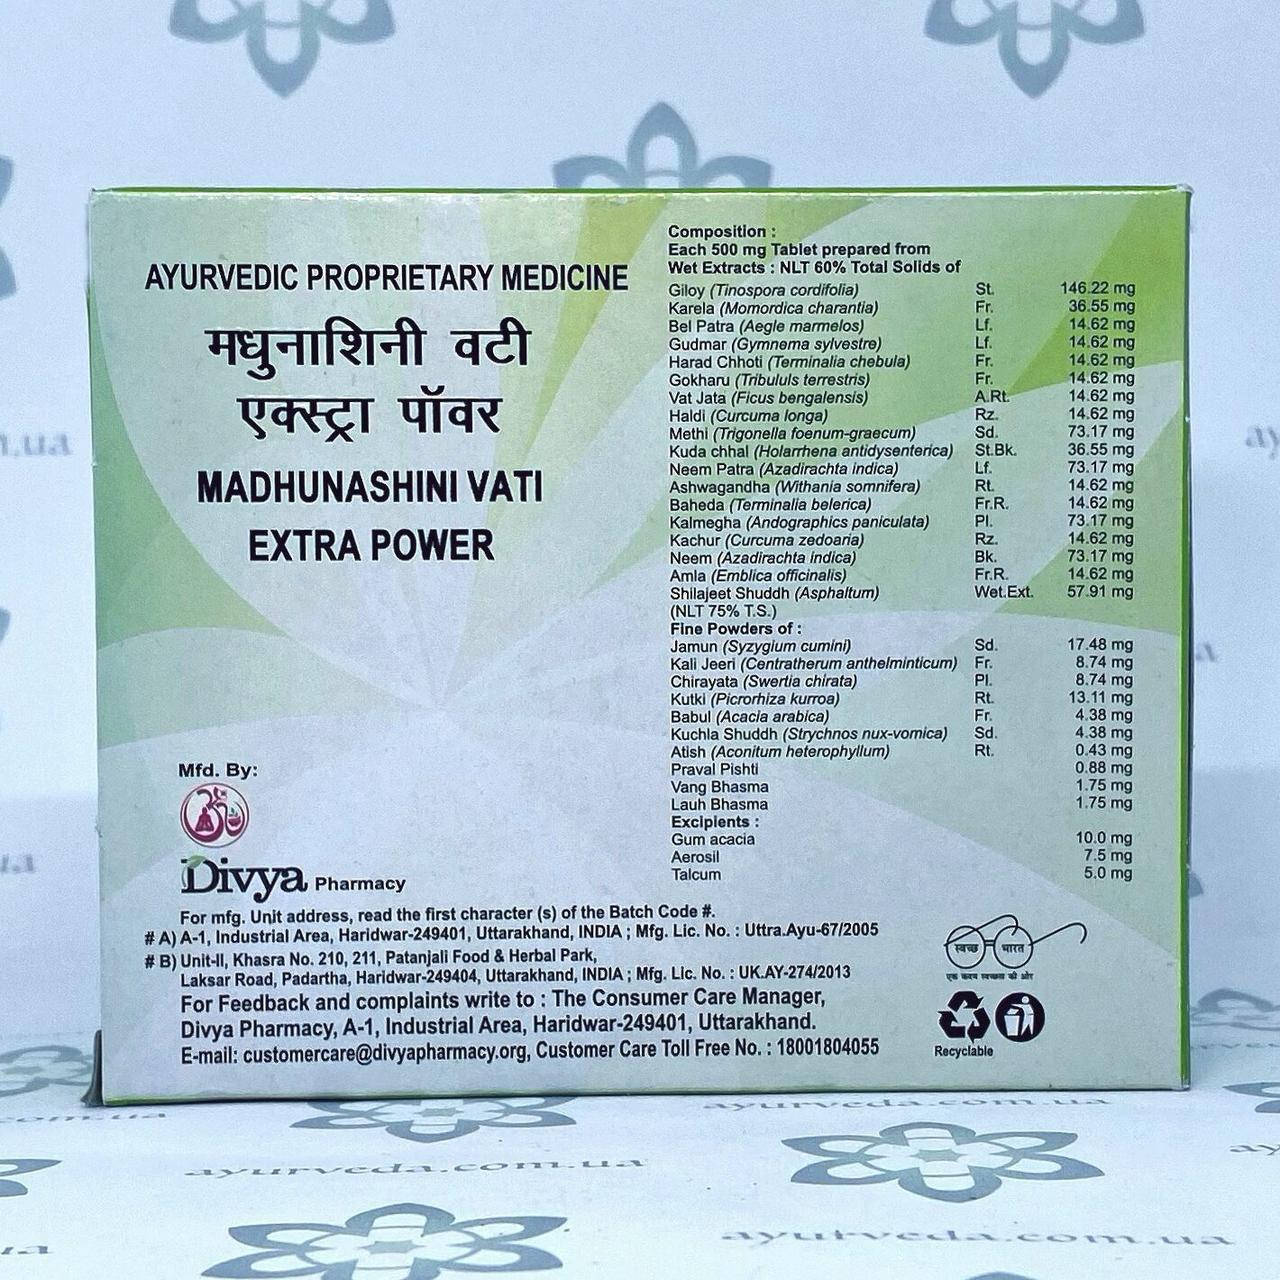 AYURVEDIC PROPRIETARY MEDICINE
मधुनाशिनी वटी
एक्स्ट्रा पॉवर
MADHUNASHINI VATI
EXTRA POWER
Composition :
Each 500 mg Tablet prepared from
Wet Extracts : NLT 60% Total Solids of
Giloy (Tinospora cordifolia) St. 146.22 mg
Karela (Momordica charantia) Fr. 36.55 mg
Bel Patra (Aegle marmelos) Lf. 14.62 mg
Gudmar (Gymnema sylvestre) Lf. 14.62 mg
Harad Chhoti (Terminalia chebula) Fr. 14.62 mg
Gokharu (Tribululs terrestris) Fr. 14.62 mg
Vat Jata (Ficus bengalensis) A.Rt. 14.62 mg
Haldi (Curcuma longa) Rz. 14.62 mg
Methi (Trigonella foenum-graecum) Sd. 73.17 mg
Kuda chhal (Holarrhena antidysenterica) St.Bk. 36.55 mg
Neem Patra (Azadirachta indica) Lf. 73.17 mg
Ashwagandha (Withania somnifera) Rt. 14.62 mg
Baheda (Terminalia belerica) Fr.R. 14.62 mg
Kalmegha (Andographics paniculata) Pl. 73.17 mg
Kachur (Curcuma zedoaria) Rz. 14.62 mg
Neem (Azadirachta indica) Bk. 73.17 mg
Amla (Emblica officinalis) Fr.R. 14.62 mg
Shilajeet Shuddh (Asphaltum) Wet.Ext. 57.91 mg
(NLT 75% T.S.)
Fine Powders of :
Jamun (Syzygium cumini) Sd. 17.48 mg
Kali Jeeri (Centratherum anthelminticum) Fr. 8.74 mg
Chirayata (Swertia chirata) Pl. 8.74 mg
Kutki (Picrorhiza kurroa) Rt. 13.11 mg
Babul (Acacia arabica) Fr. 4.38 mg
Kuchla Shuddh (Strychnos nux-vomica) Sd. 4.38 mg
Atish (Aconitum heterophyllum) Rt. 0.43 mg
Praval Pishti 0.88 mg
Vang Bhasma 1.75 mg
Lauh Bhasma 1.75 mg
Excipients :
Gum acacia 10.0 mg
Aerosil 7.5 mg
Talcum 5.0 mg
Mfd. By:
Divya Pharmacy
For mfg. Unit address, read the first character (s) of the Batch Code #.
# A) A-1, Industrial Area, Haridwar-249401, Uttarakhand, INDIA ; Mfg. Lic. No. : Uttra.Ayu-67/2005
# B) Unit-II, Khasra No. 210, 211, Patanjali Food & Herbal Park,
Laksar Road, Padartha, Haridwar-249404, Uttarakhand, INDIA ; Mfg. Lic. No. : UK.AY-274/2013
For Feedback and complaints write to : The Consumer Care Manager,
Divya Pharmacy, A-1, Industrial Area, Haridwar-249401, Uttarakhand.
E-mail: customercare@divyapharmacy.org, Customer Care Toll Free No. : 18001804055
स्वच्छ भारत
एक कदम स्वच्छता की ओर
Recyclable
ayurveda.com.ua
ayurveda.com.ua
ayurveda.com.ua